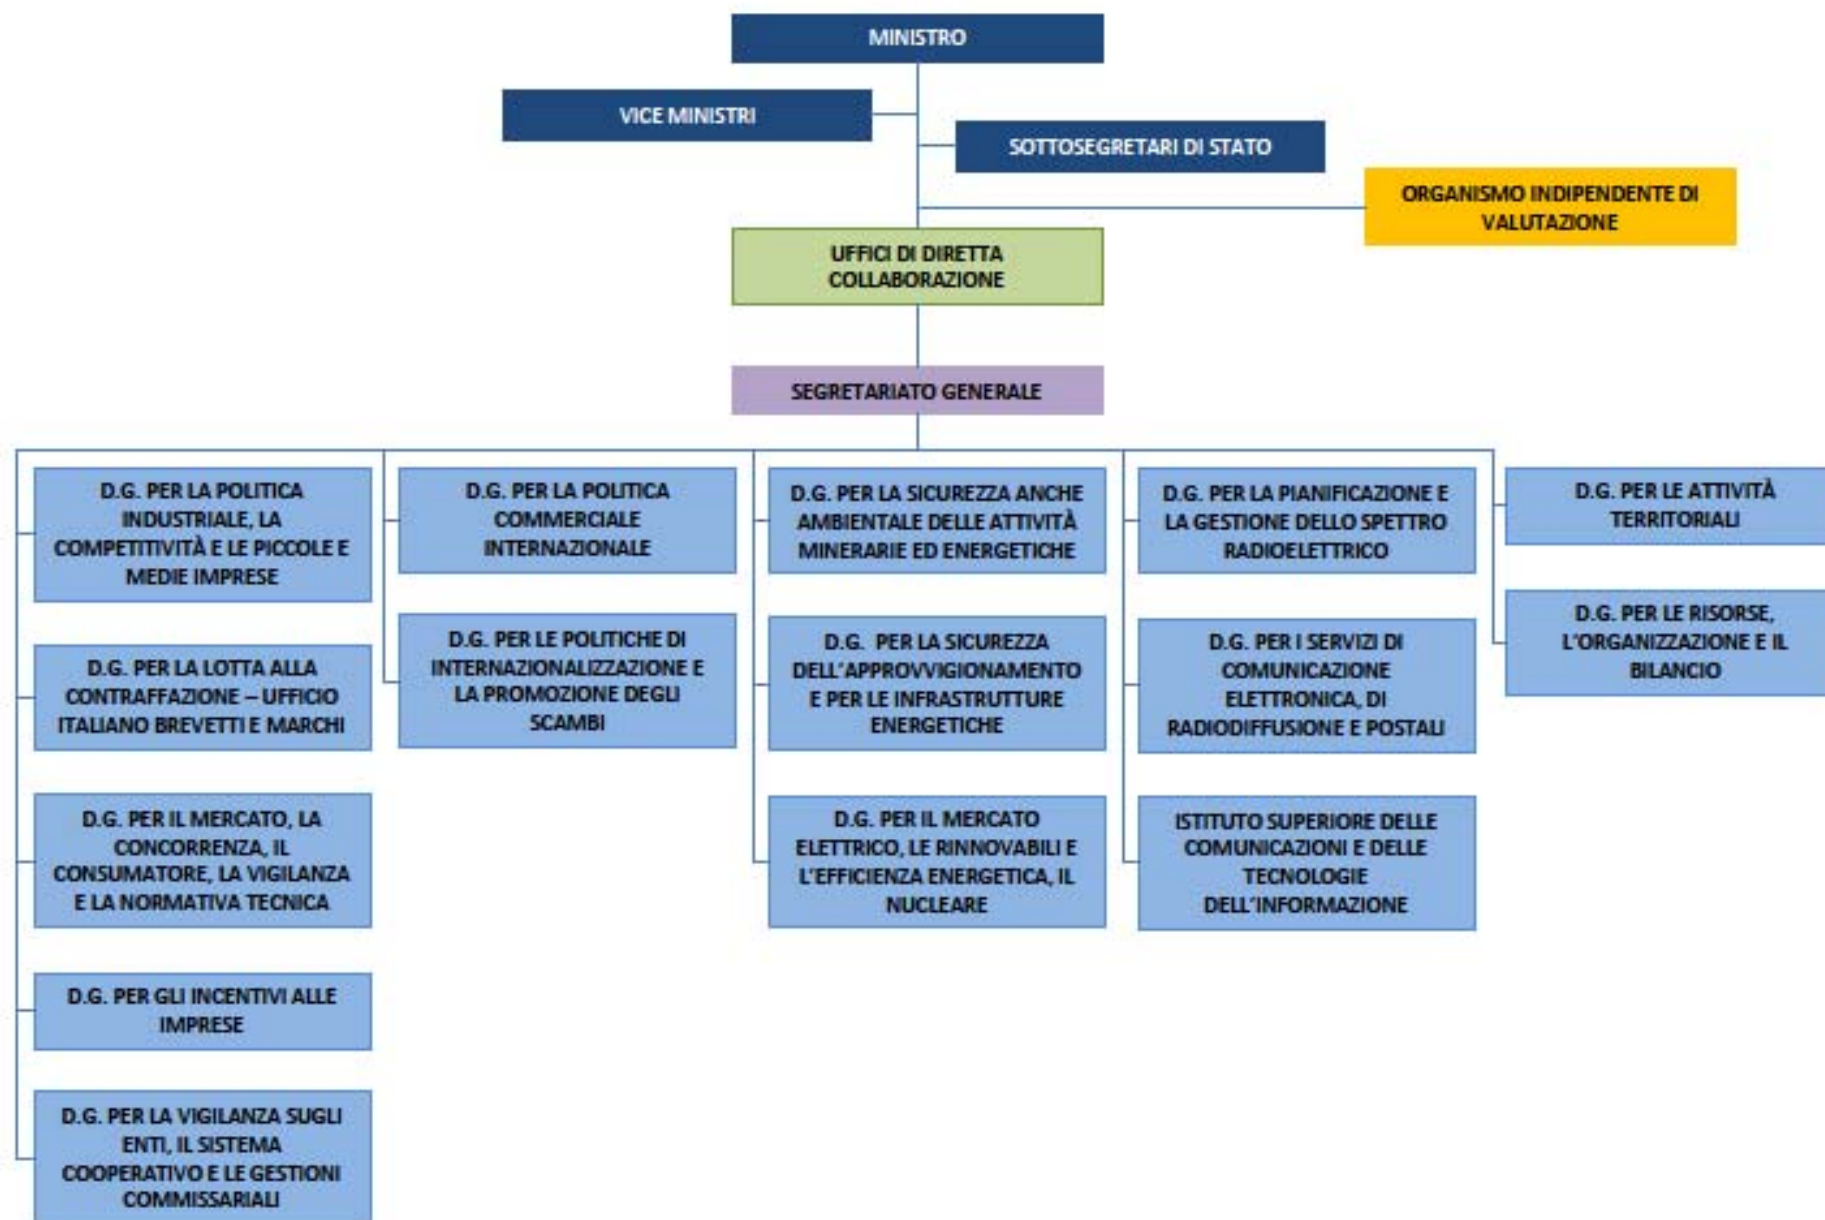 MINISTRO
VICE MINISTRI
SOTTOSEGRETARI DI STATO
ORGANISMO INDIPENDENTE DI
VALUTAZIONE
UFFICI DI DIRETTA
COLLABORAZIONE
SEGRETARIATO GENERALE
D.G. PER LA POLITICA
INDUSTRIALE, LA
COMPETITIVITÀ E LE PICCOLE E
MEDIE IMPRESE
D.G. PER LA LOTTA ALLA
CONTRAFFAZIONE – UFFICIO
ITALIANO BREVETTI E MARCHI
D.G. PER IL MERCATO, LA
CONCORRENZA, IL
CONSUMATORE, LA VIGILANZA
E LA NORMATIVA TECNICA
D.G. PER GLI INCENTIVI ALLE
IMPRESE
D.G. PER LA VIGILANZA SUGLI
ENTI, IL SISTEMA
COOPERATIVO E LE GESTIONI
COMMISSARIALI
D.G. PER LA POLITICA
COMMERCIALE
INTERNAZIONALE
D.G. PER LE POLITICHE DI
INTERNAZIONALIZZAZIONE E
LA PROMOZIONE DEGLI
SCAMBI
D.G. PER LA SICUREZZA ANCHE
AMBIENTALE DELLE ATTIVITÀ
MINERARIE ED ENERGETICHE
D.G. PER LA SICUREZZA
DELL'APPROVVIGIONAMENTO
E PER LE INFRASTRUTTURE
ENERGETICHE
D.G. PER IL MERCATO
ELETTRICO, LE RINNOVABILI E
L'EFFICIENZA ENERGETICA, IL
NUCLEARE
D.G. PER LA PIANIFICAZIONE E
LA GESTIONE DELLO SPETTRO
RADIOELETTRICO
D.G. PER I SERVIZI DI
COMUNICAZIONE
ELETTRONICA, DI
RADIODIFFUSIONE E POSTALI
ISTITUTO SUPERIORE DELLE
COMUNICAZIONI E DELLE
TECNOLOGIE
DELL'INFORMAZIONE
D.G. PER LE ATTIVITÀ
TERRITORIALI
D.G. PER LE RISORSE,
L'ORGANIZZAZIONE E IL
BILANCIO